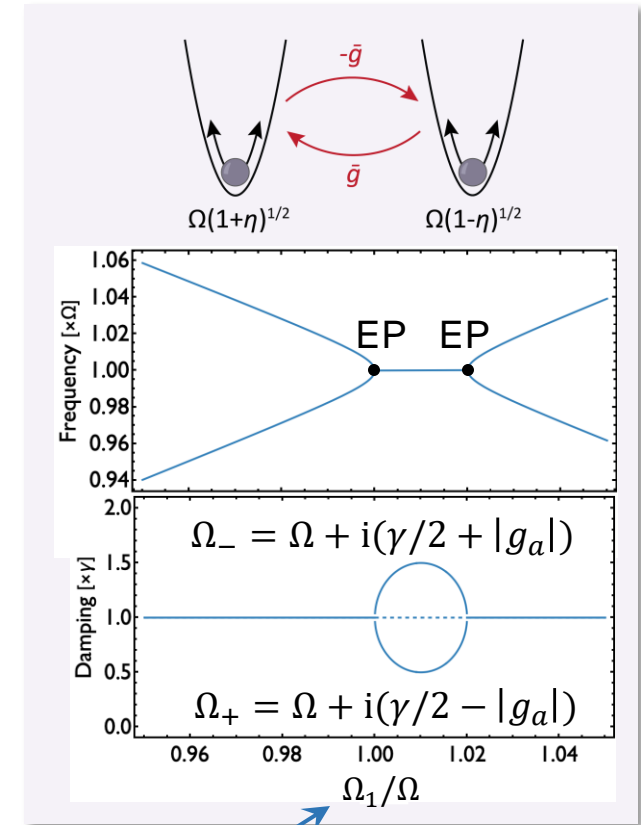 -ḡ
ḡ
Ω(1+η)^{1/2} Ω(1-η)^{1/2}
Frequency [×Ω]
1.06
1.04
1.02
1.00
0.98
0.96
0.94
EP EP
Damping [×γ]
2.0
1.5
1.0
0.5
0.0
Ω₋ = Ω + i(γ/2 + |gₐ|)
Ω₊ = Ω + i(γ/2 − |gₐ|)
0.96 0.98 1.00 1.02 1.04
Ω₁/Ω